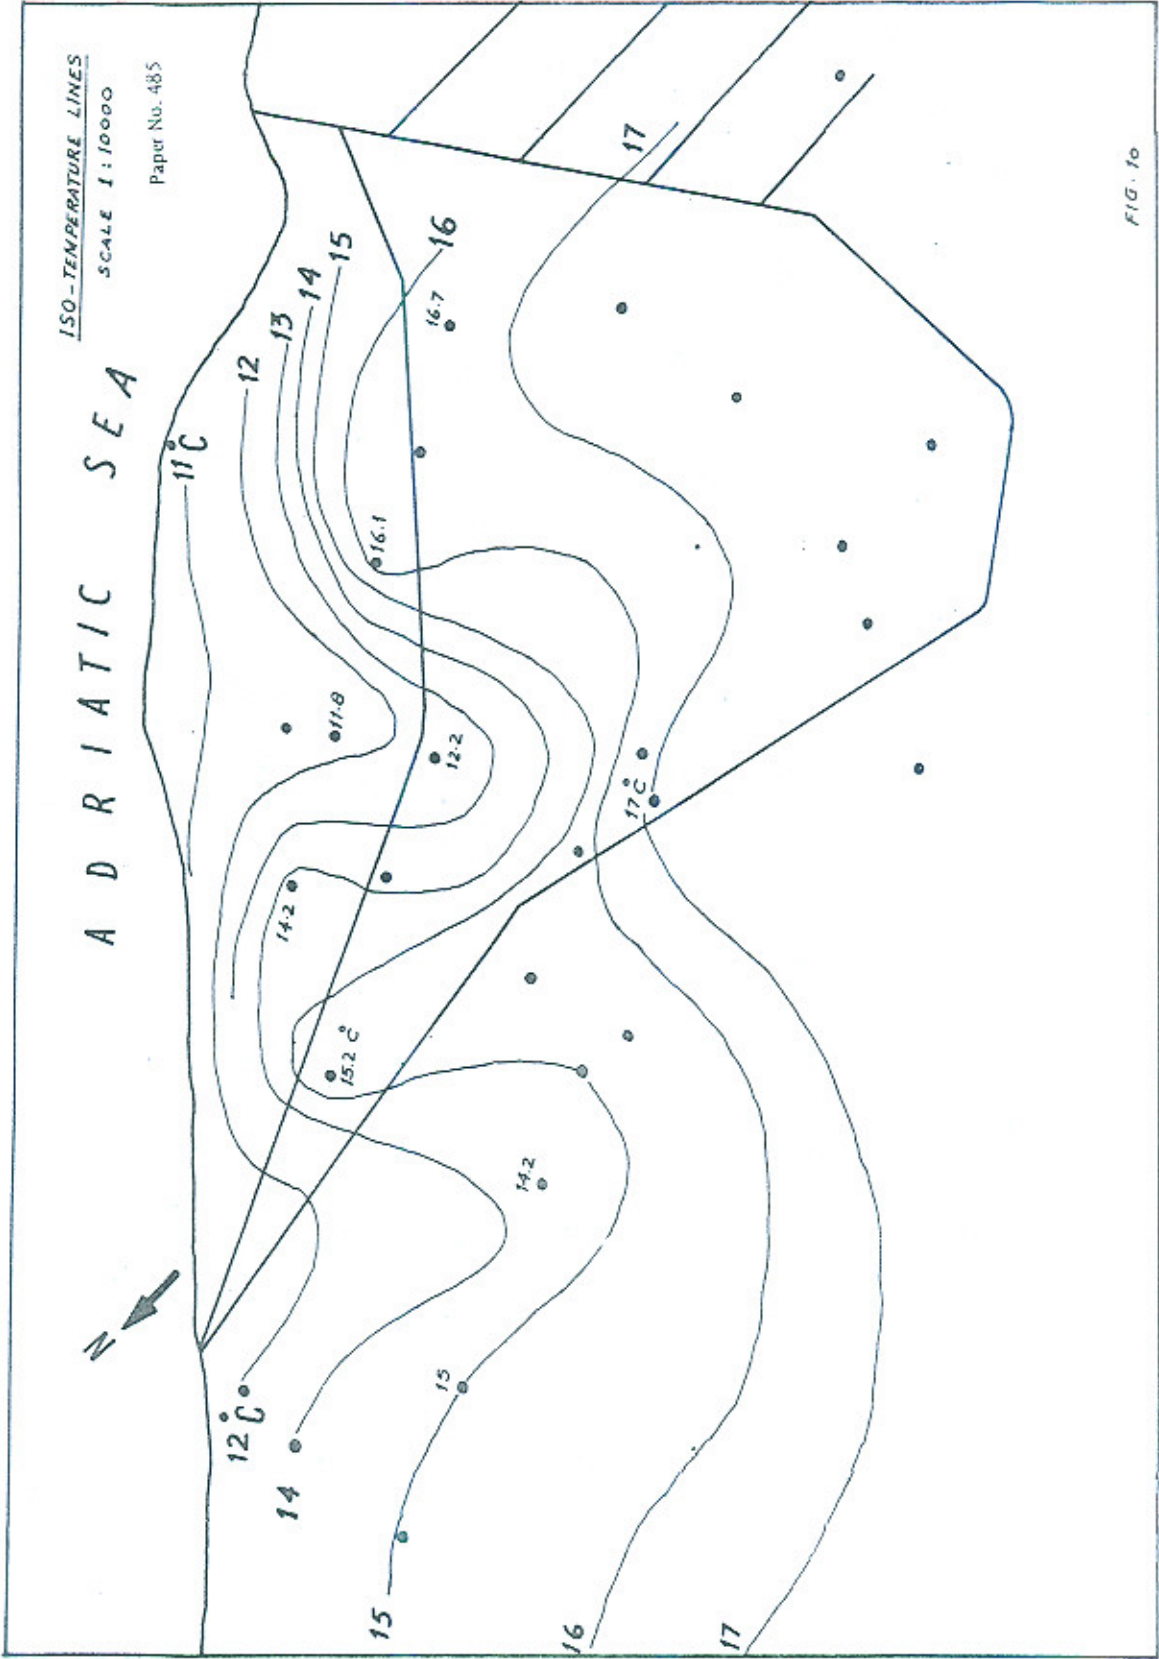 ISO-TEMPERATURE LINES
SCALE 1:10000
Paper No. 485
ADRIATIC SEA
N
11°C
12
13
14
15
16
17
16.7
16.1
11.8
12.2
14.2
15.2°C
17°C
14.2
15
12°C
14
15
16
17
FIG. 10